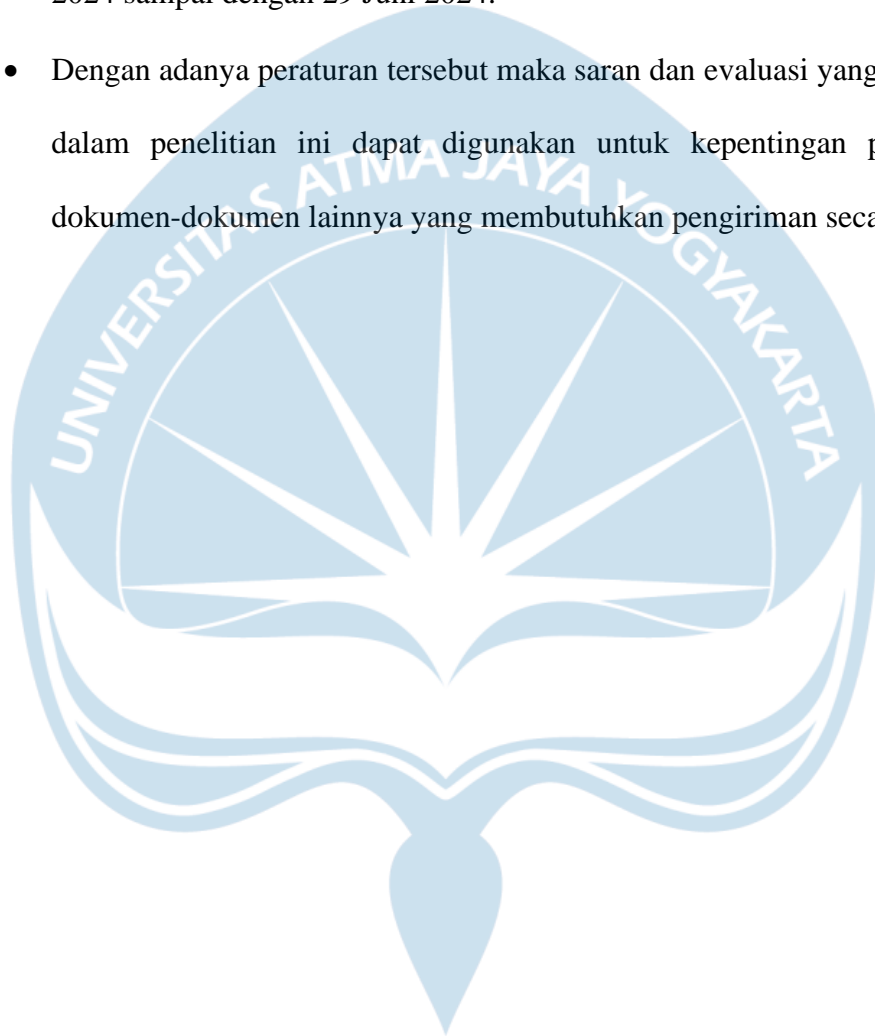 2024 sampai dengan 29 Juni 2024.
• Dengan adanya peraturan tersebut maka saran dan evaluasi yang
dalam penelitian ini dapat digunakan untuk kepentingan p
dokumen-dokumen lainnya yang membutuhkan pengiriman seca
UNIVERSITAS ATMA JAYA YOGYAKARTA